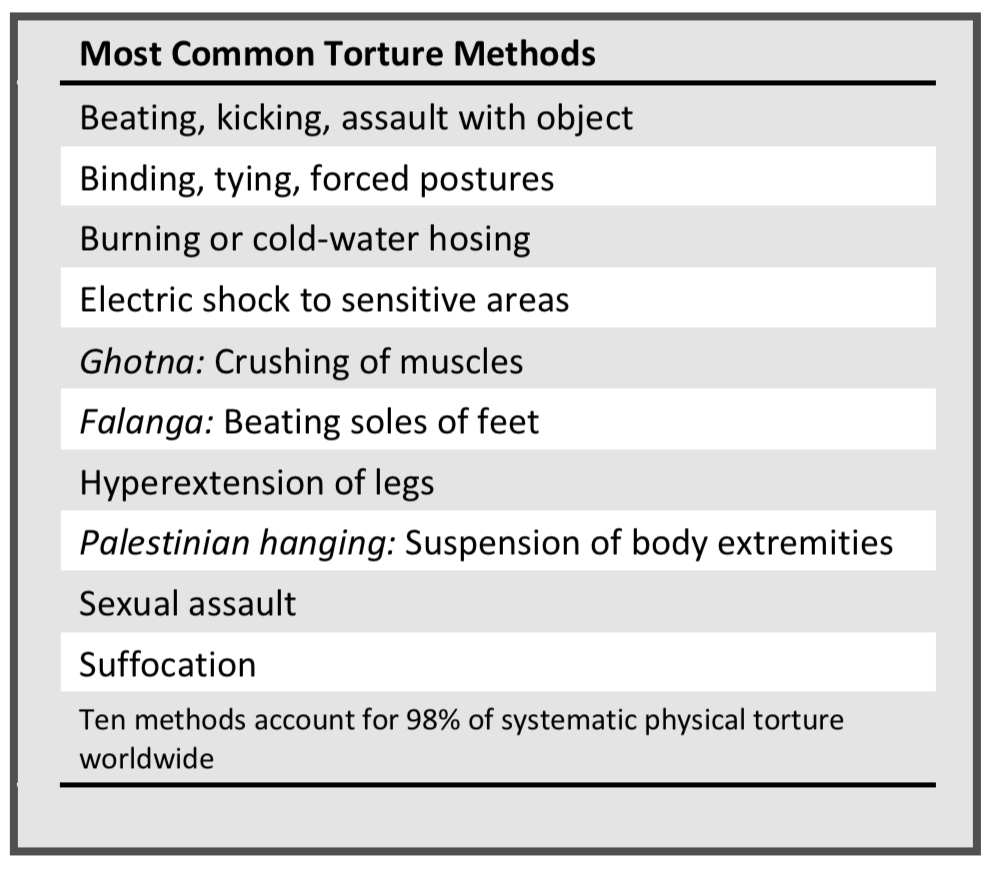 Most Common Torture Methods
Beating, kicking, assault with object
Binding, tying, forced postures
Burning or cold-water hosing
Electric shock to sensitive areas
Ghotna: Crushing of muscles
Falanga: Beating soles of feet
Hyperextension of legs
Palestinian hanging: Suspension of body extremities
Sexual assault
Suffocation
Ten methods account for 98% of systematic physical torture
worldwide